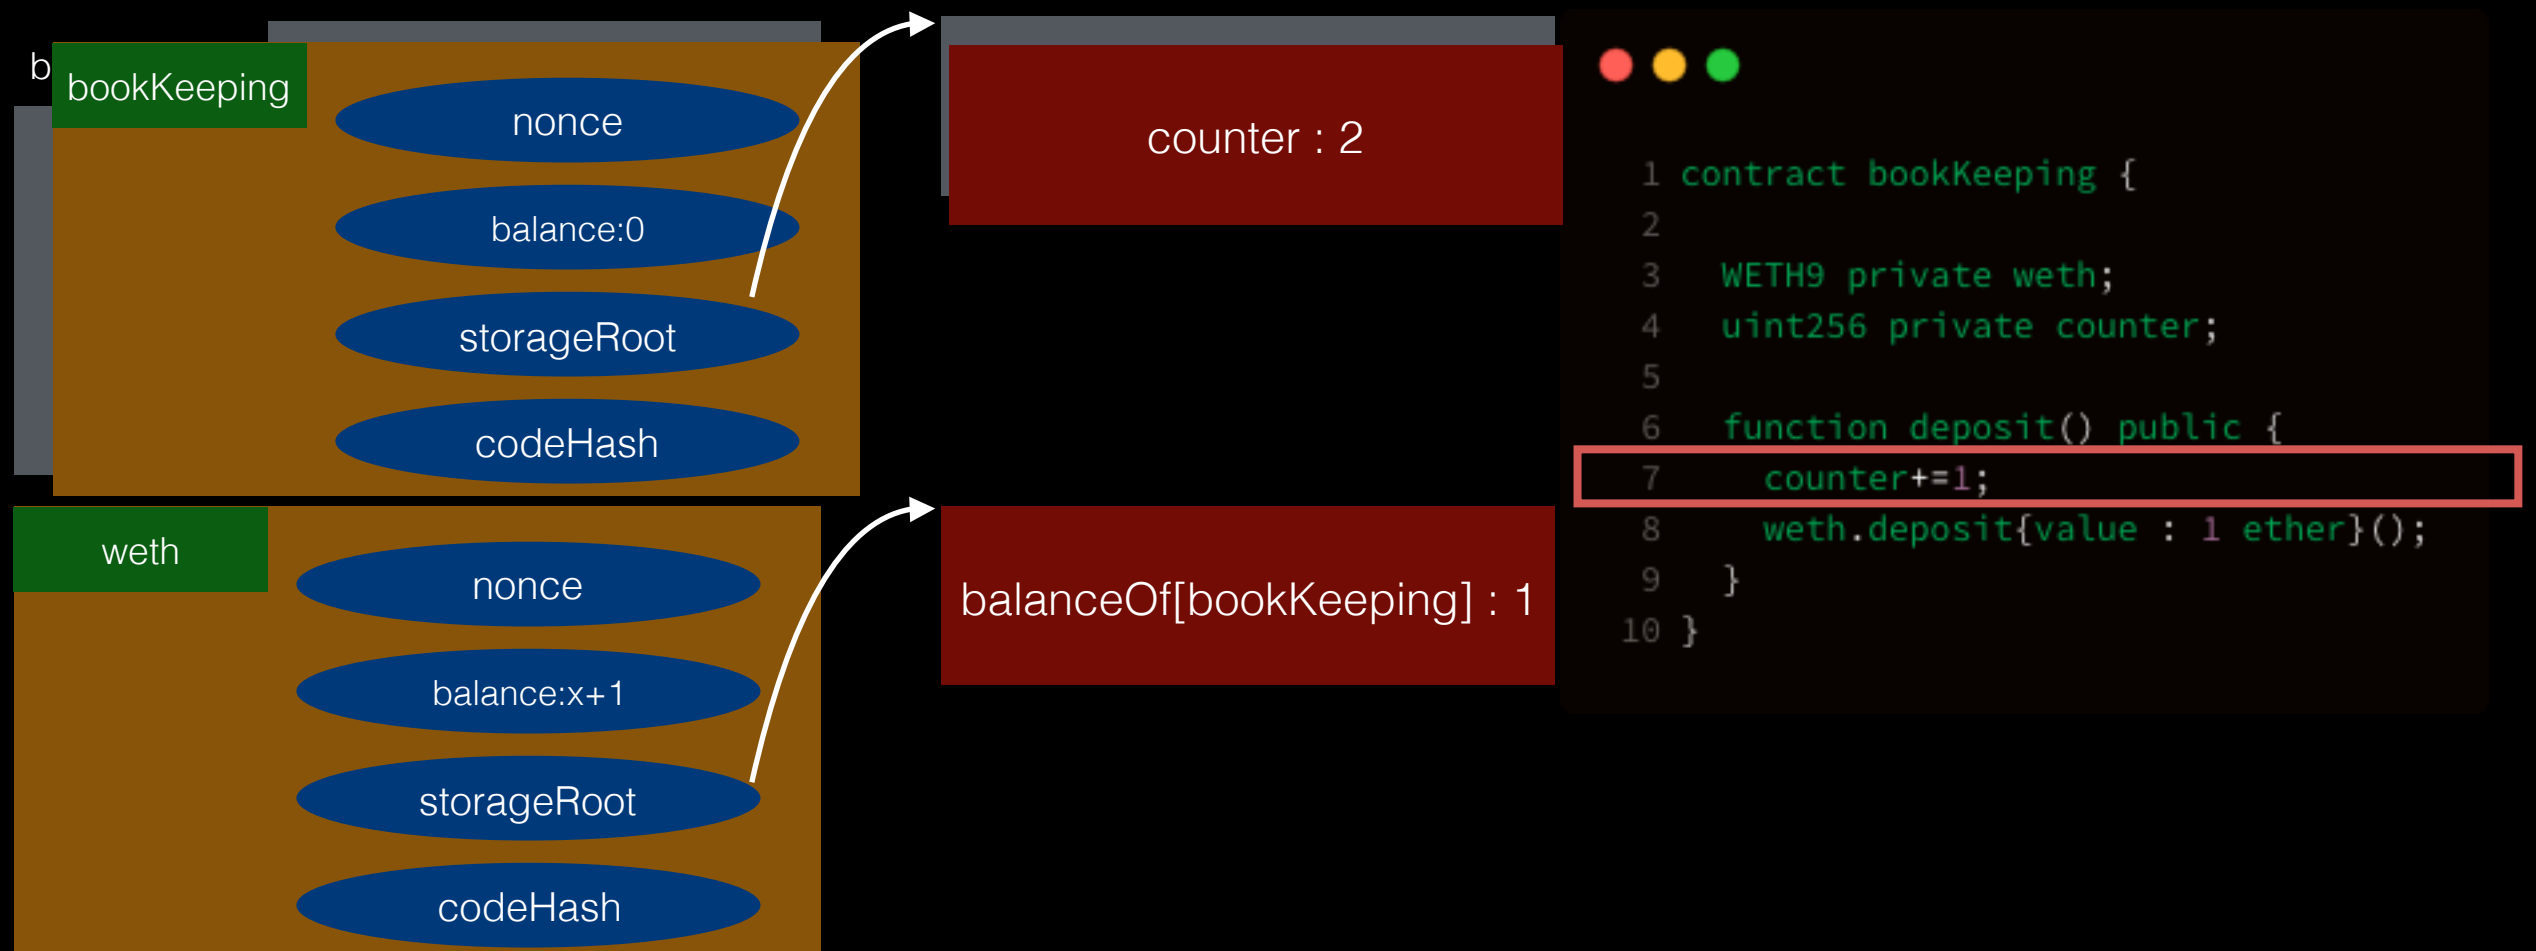 b
bookKeeping
nonce
balance:0
storageRoot
codeHash
counter : 2
weth
nonce
balance:x+1
storageRoot
codeHash
balanceOf[bookKeeping] : 1
1 contract bookKeeping {
2
3 WETH9 private weth;
4 uint256 private counter;
5
6 function deposit() public {
7 counter+=1;
8 weth.deposit{value : 1 ether}();
9 }
10 }